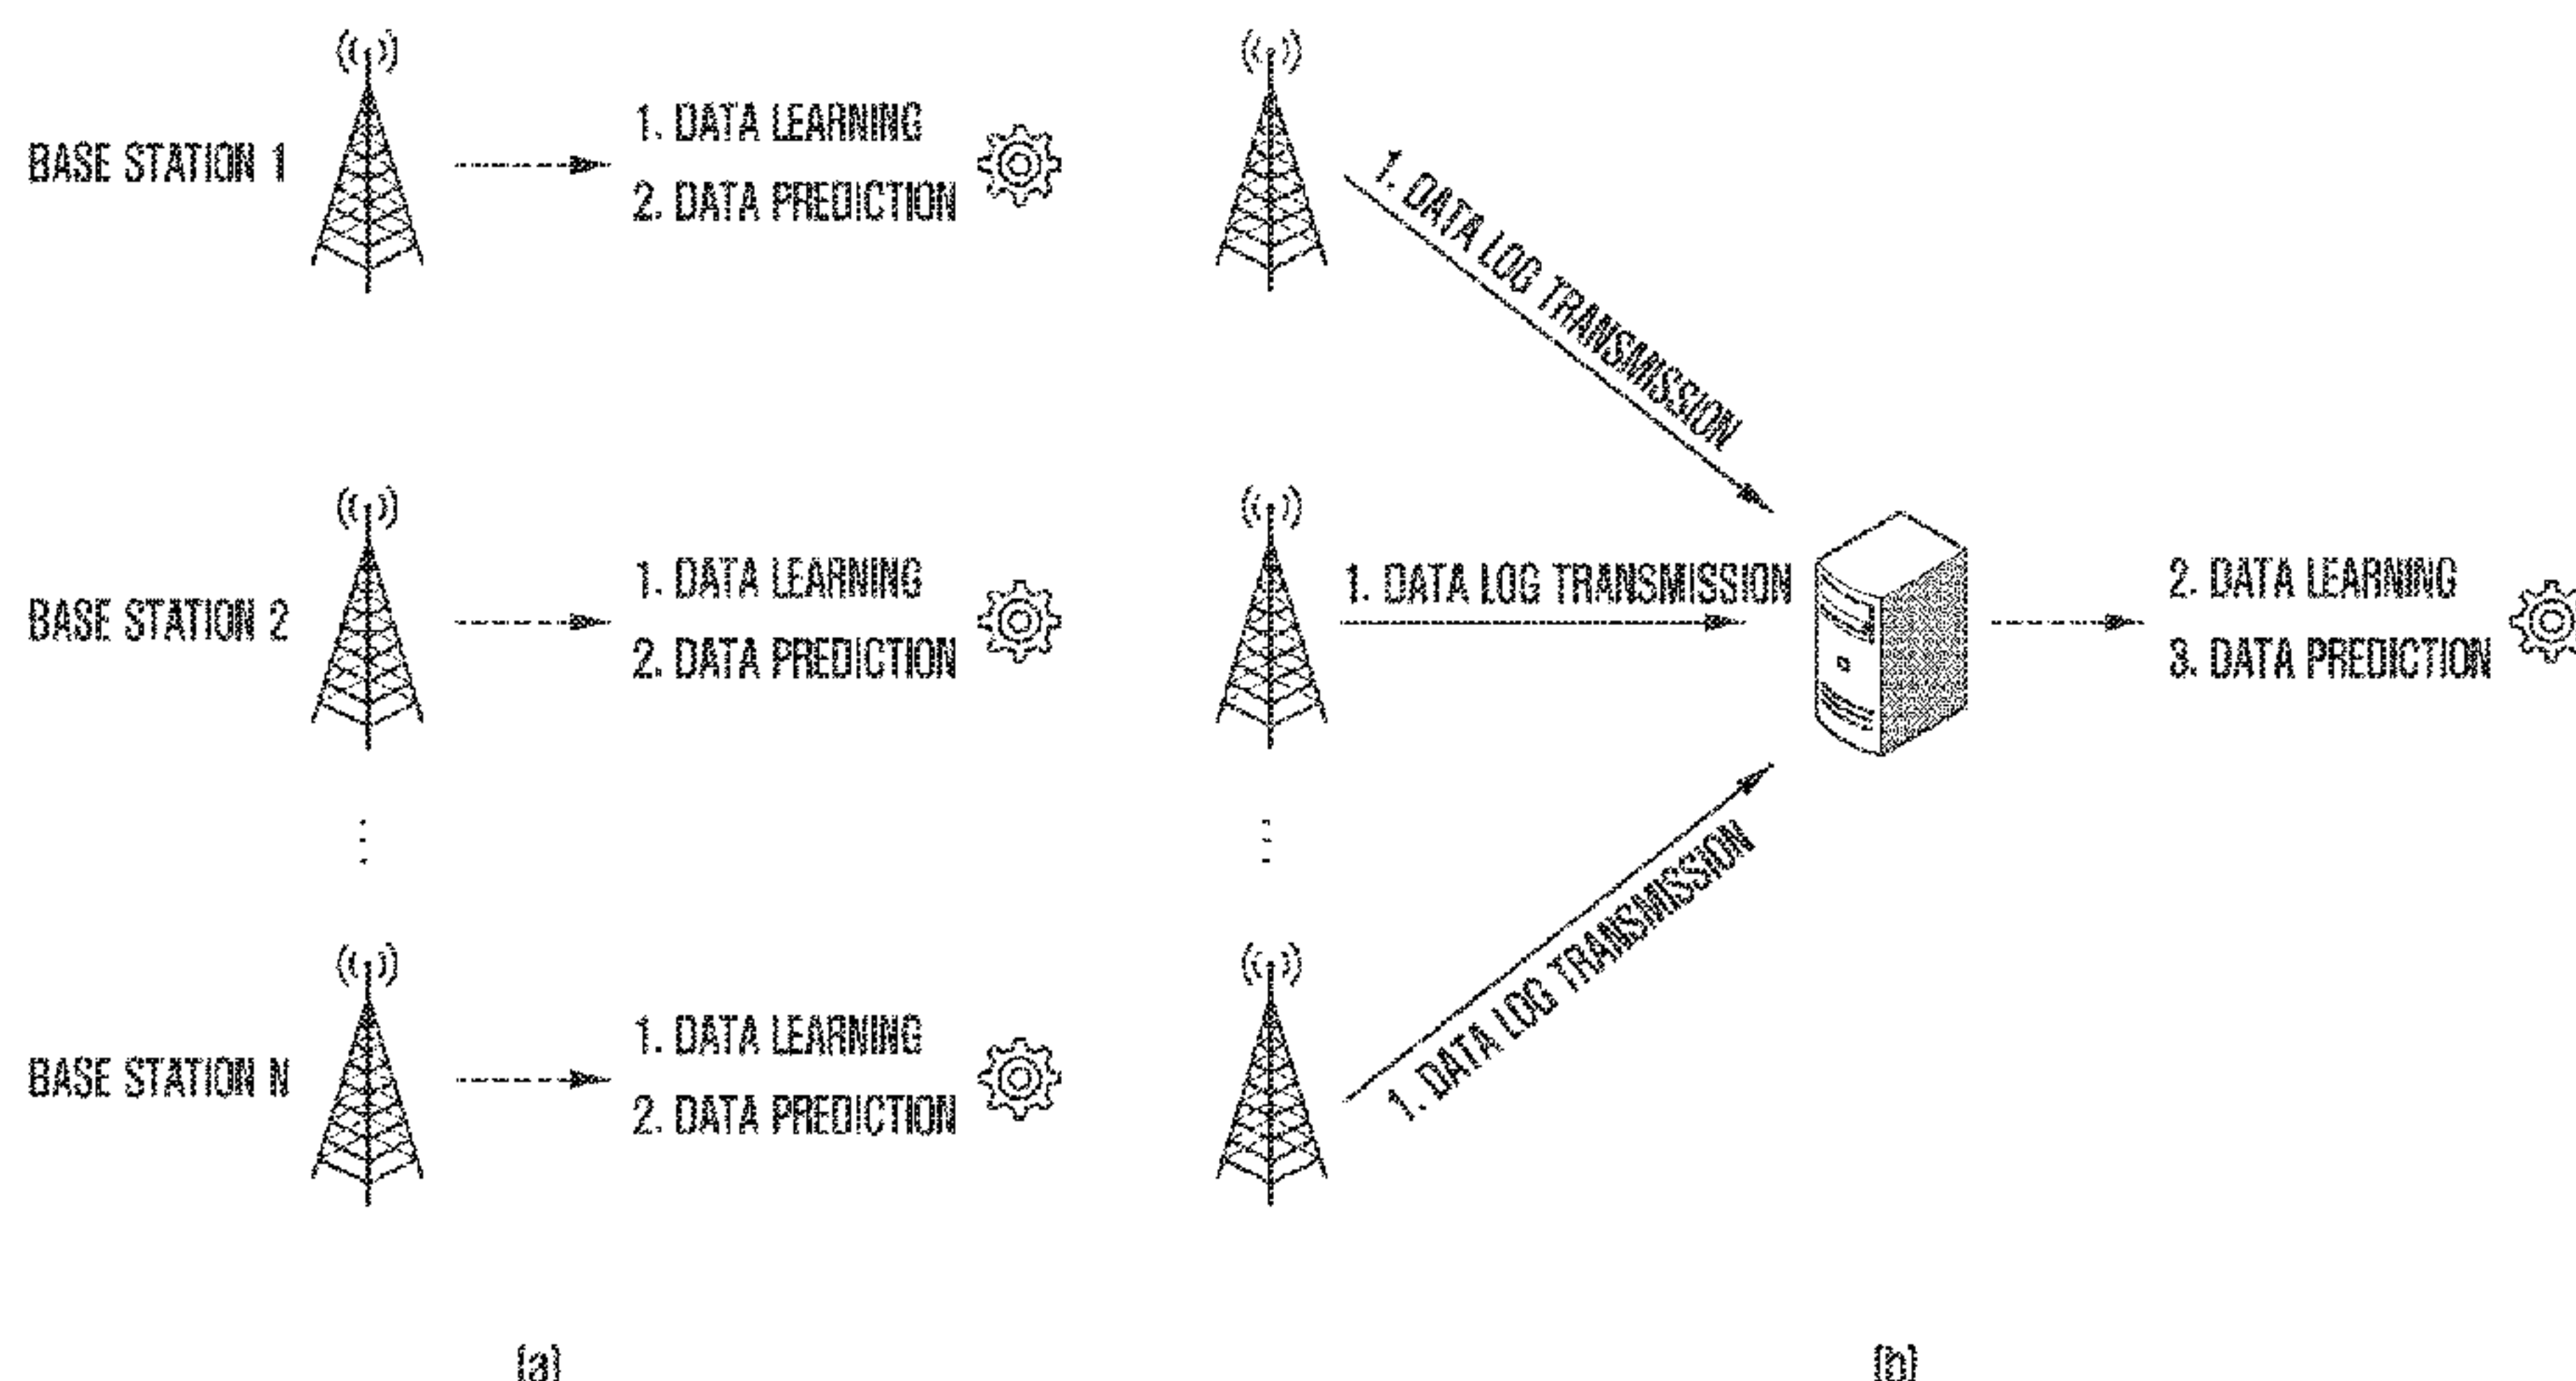 BASE STATION 1
1. DATA LEARNING
2. DATA PREDICTION
BASE STATION 2
1. DATA LEARNING
2. DATA PREDICTION
BASE STATION N
1. DATA LEARNING
2. DATA PREDICTION
(a)
1. DATA LOG TRANSMISSION
1. DATA LOG TRANSMISSION
1. DATA LOG TRANSMISSION
2. DATA LEARNING
3. DATA PREDICTION
(b)